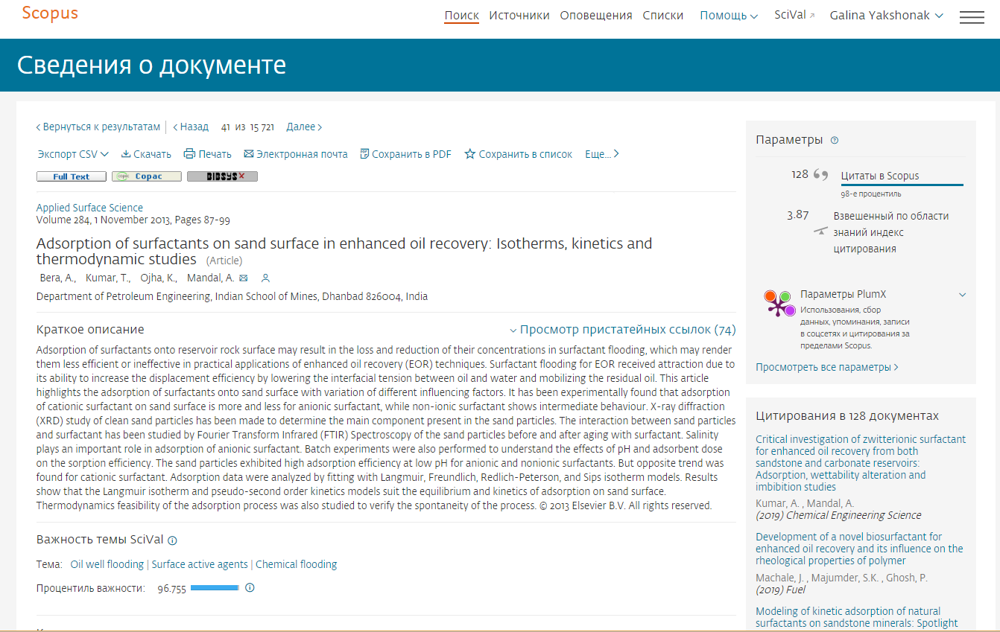 Scopus
Поиск Источники Оповещения Списки Помощь SciVal Galina Yakshonak
Сведения о документе
Вернуться к результатам Назад 41 из 15 721 Далее
Экспорт CSV Скачать Печать Электронная почта Сохранить в PDF Сохранить в список Еще...
Full Text Copac BIOSYS
Applied Surface Science
Volume 284, 1 November 2013, Pages 87-99
Adsorption of surfactants on sand surface in enhanced oil recovery: Isotherms, kinetics and
thermodynamic studies (Article)
Bera, A., Kumar, T., Ojha, K., Mandal, A.
Department of Petroleum Engineering, Indian School of Mines, Dhanbad 826004, India
Краткое описание
Просмотр пристатейных ссылок (74)
Adsorption of surfactants onto reservoir rock surface may result in the loss and reduction of their concentrations in surfactant flooding, which may render
them less efficient or ineffective in practical applications of enhanced oil recovery (EOR) techniques. Surfactant flooding for EOR received attraction due to
its ability to increase the displacement efficiency by lowering the interfacial tension between oil and water and mobilizing the residual oil. This article
highlights the adsorption of surfactants onto sand surface with variation of different influencing factors. It has been experimentally found that adsorption
of cationic surfactant on sand surface is more and less for anionic surfactant, while non-ionic surfactant shows intermediate behaviour. X-ray diffraction
(XRD) study of clean sand particles has been made to determine the main component present in the sand particles. The interaction between sand particles
and surfactant has been studied by Fourier Transform Infrared (FTIR) Spectroscopy of the sand particles before and after aging with surfactant. Salinity
plays an important role in adsorption of anionic surfactant. Batch experiments were also performed to understand the effects of pH and adsorbent dose
on the sorption efficiency. The sand particles exhibited high adsorption efficiency at low pH for anionic and nonionic surfactants. But opposite trend was
found for cationic surfactant. Adsorption data were analyzed by fitting with Langmuir, Freundlich, Redlich-Peterson, and Sips isotherm models. Results
show that the Langmuir isotherm and pseudo-second order kinetics models suit the equilibrium and kinetics of adsorption on sand surface.
Thermodynamics feasibility of the adsorption process was also studied to verify the spontaneity of the process. © 2013 Elsevier B.V. All rights reserved.
Важность темы SciVal
Тема: Oil well flooding | Surface active agents | Chemical flooding
Процентиль важности: 96.755
Параметры
128 Цитаты в Scopus
98-е процентиль
3.87 Взвешенный по области
знаний индекс
цитирования
Параметры PlumX
Использования, сбор
данных, упоминания, записи
в соцсетях и цитирования за
пределами Scopus.
Просмотреть все параметры
Цитирования в 128 документах
Critical investigation of zwitterionic surfactant
for enhanced oil recovery from both
sandstone and carbonate reservoirs:
Adsorption, wettability alteration and
imbibition studies
Kumar, A. , Mandal, A.
(2019) Chemical Engineering Science
Development of a novel biosurfactant for
enhanced oil recovery and its influence on the
rheological properties of polymer
Machale, J. , Majumder, S.K. , Ghosh, P.
(2019) Fuel
Modeling of kinetic adsorption of natural
surfactants on sandstone minerals: Spotlight